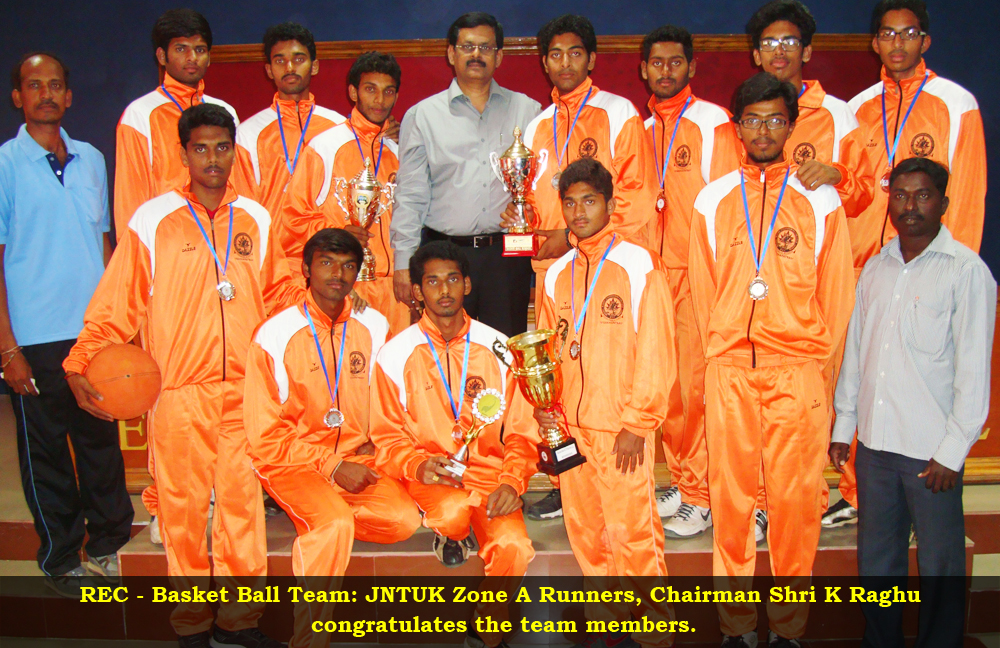 REC - Basket Ball Team: JNTUK Zone A Runners, Chairman Shri K Raghu
congratulates the team members.